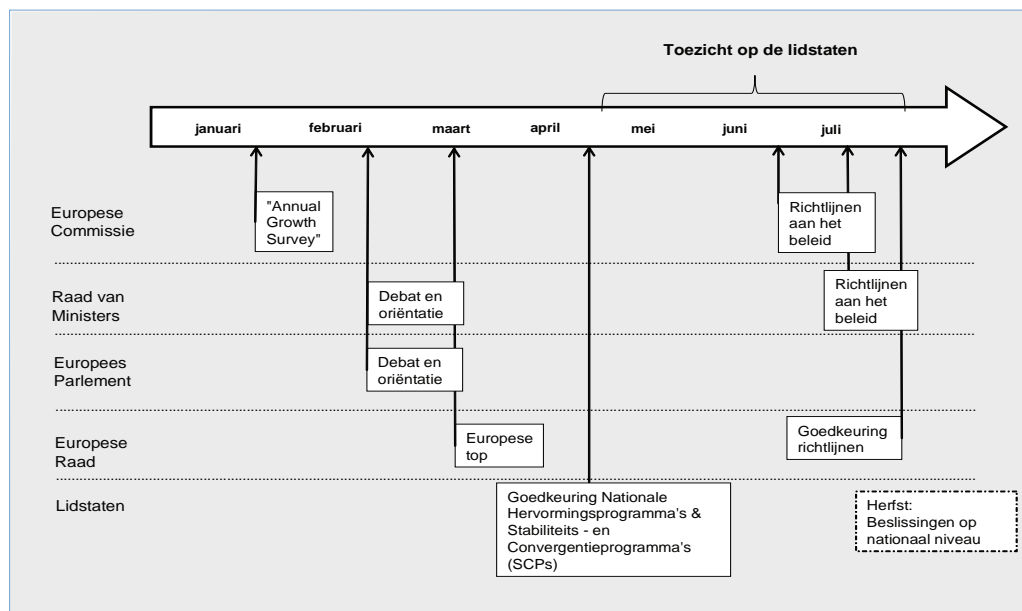 Toezicht op de lidstaten
januari februari maart april mei juni juli
Europese
Commissie
"Annual
Growth
Survey"
Richtlijnen
aan het
beleid
Raad van
Ministers
Debat en
oriëntatie
Richtlijnen
aan het
beleid
Europees
Parlement
Debat en
oriëntatie
Europese
Raad
Europese
top
Goedkeuring
richtlijnen
Lidstaten
Goedkeuring Nationale
Hervormingsprogramma's &
Stabiliteits - en
Convergentieprogramma's
(SCPs)
Herfst:
Beslissingen op
nationaal niveau